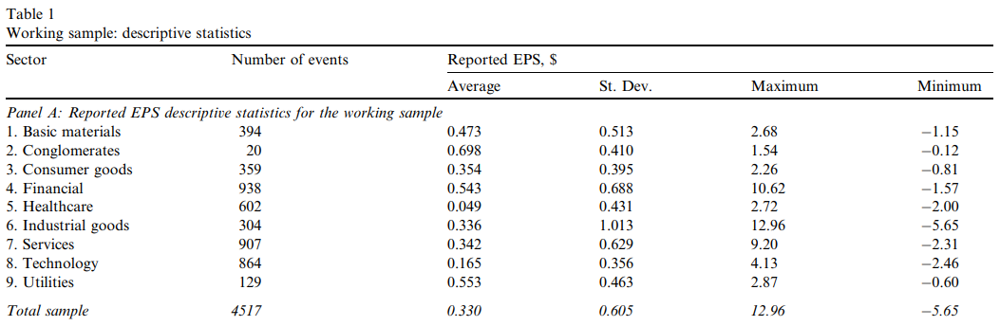 Table 1
Working sample: descriptive statistics
Sector Number of events Reported EPS, $
Average St. Dev. Maximum Minimum
Panel A: Reported EPS descriptive statistics for the working sample
1. Basic materials 394 0.473 0.513 2.68 −1.15
2. Conglomerates 20 0.698 0.410 1.54 −0.12
3. Consumer goods 359 0.354 0.395 2.26 −0.81
4. Financial 938 0.543 0.688 10.62 −1.57
5. Healthcare 602 0.049 0.431 2.72 −2.00
6. Industrial goods 304 0.336 1.013 12.96 −5.65
7. Services 907 0.342 0.629 9.20 −2.31
8. Technology 864 0.165 0.356 4.13 −2.46
9. Utilities 129 0.553 0.463 2.87 −0.60
Total sample 4517 0.330 0.605 12.96 −5.65